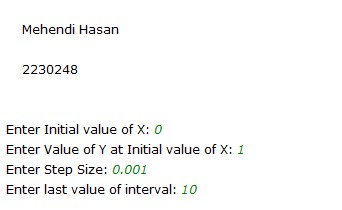 Mehendi Hasan
2230248
Enter Initial value of X: 0
Enter Value of Y at Initial value of X: 1
Enter Step Size: 0.001
Enter last value of interval: 10